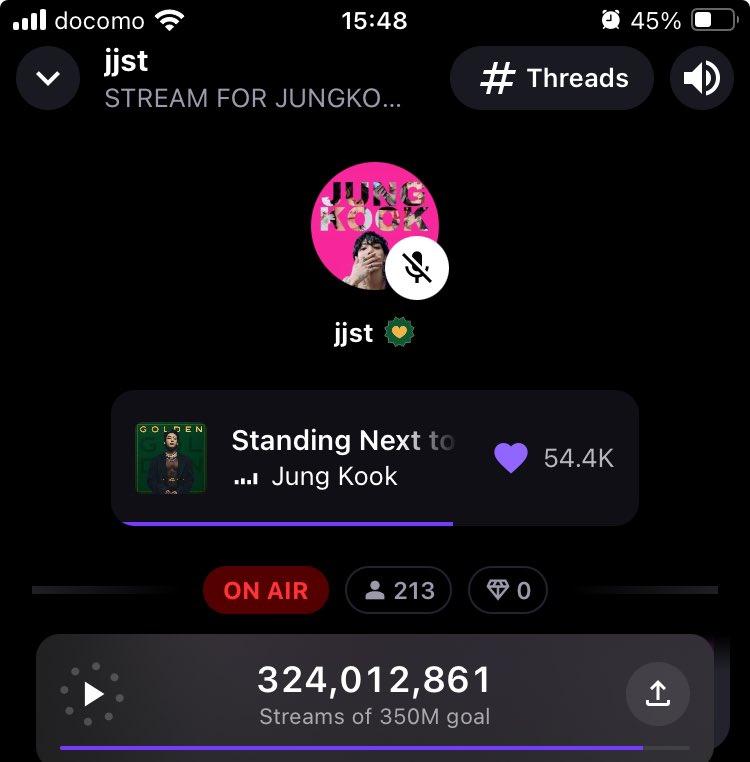 docomo 15:48 45%
jjst
STREAM FOR JUNGKO...
# Threads
JUNG
KOOK
jjst
GOLDEN
Standing Next to
Jung Kook
54.4K
ON AIR 213 0
324,012,861
Streams of 350M goal